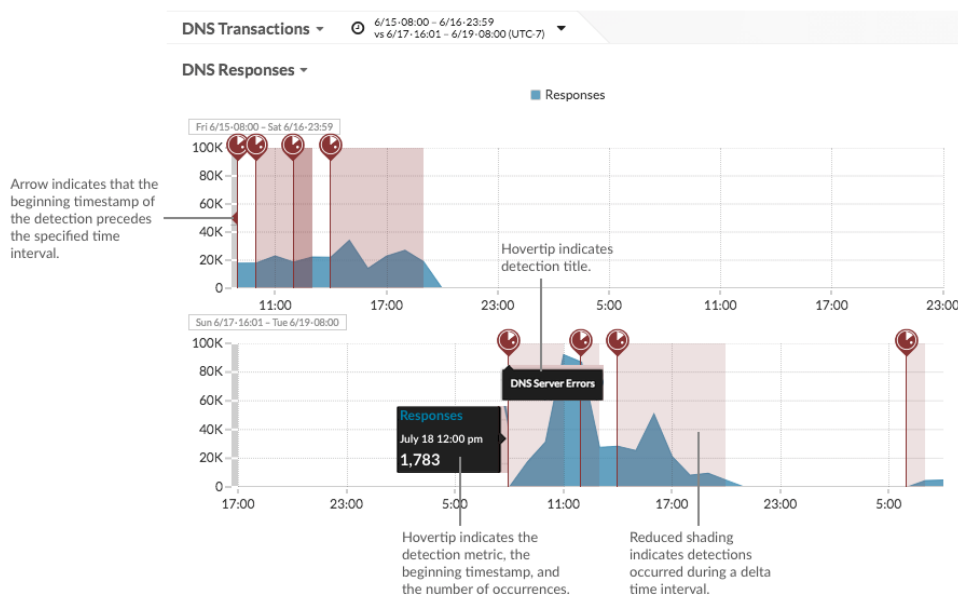 DNS Transactions
6/15·08:00 – 6/16·23:59
vs 6/17·16:01 – 6/19·08:00 (UTC-7)
DNS Responses
Responses
Fri 6/15·08:00 – Sat 6/16·23:59
100K
80K
60K
40K
20K
0
11:00 17:00 23:00 5:00 11:00 17:00 23:00
Arrow indicates that the
beginning timestamp of
the detection precedes
the specified time
interval.
Hovertip indicates
detection title.
Sun 6/17·16:01 – Tue 6/19·08:00
100K
80K
60K
40K
20K
0
DNS Server Errors
Responses
July 18 12:00 pm
1,783
17:00 23:00 5:00 11:00 17:00 23:00 5:00
Hovertip indicates the
detection metric, the
beginning timestamp, and
the number of occurrences.
Reduced shading
indicates detections
occurred during a delta
time interval.